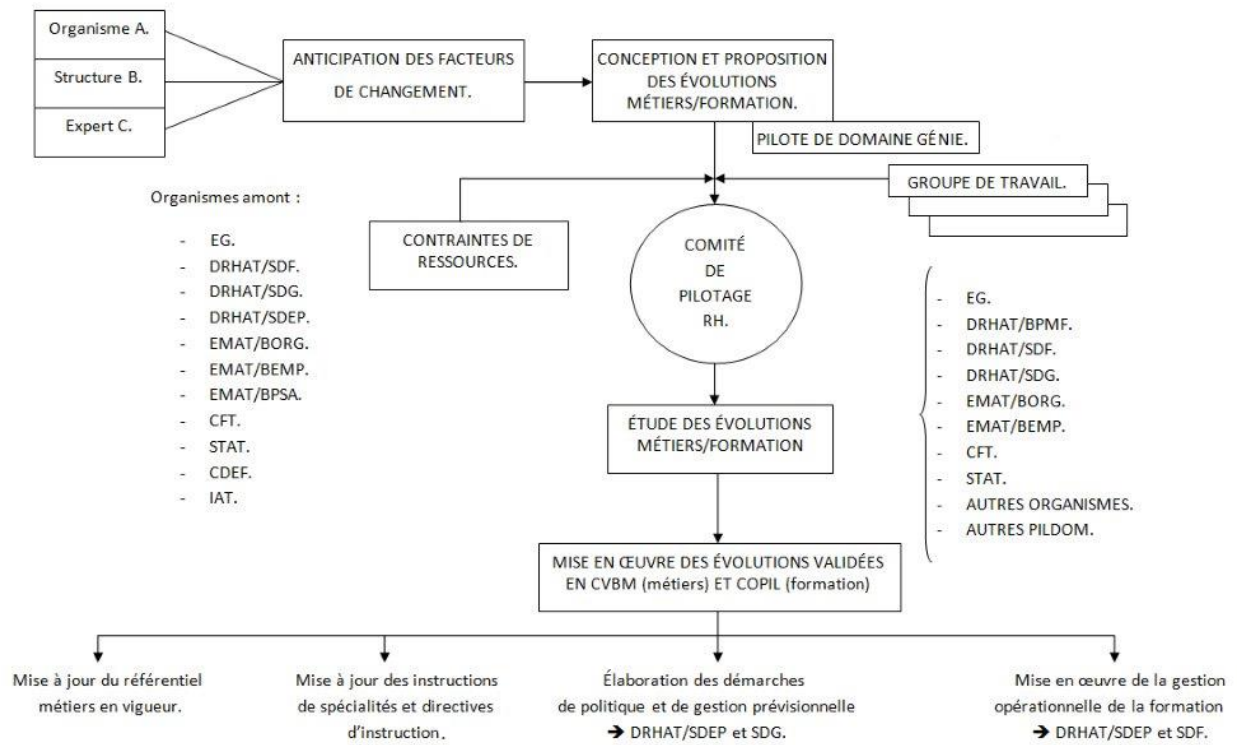 Organisme A.
Structure B.
Expert C.
ANTICIPATION DES FACTEURS
DE CHANGEMENT.
CONCEPTION ET PROPOSITION
DES ÉVOLUTIONS
MÉTIERS/FORMATION.
PILOTE DE DOMAINE GÉNIE.
GROUPE DE TRAVAIL.
Organismes amont :
- EG.
- DRHAT/SDF.
- DRHAT/SDG.
- DRHAT/SDEP.
- EMAT/BORG.
- EMAT/BEMP.
- EMAT/BPSA.
- CFT.
- STAT.
- CDEF.
- IAT.
CONTRAINTES DE
RESSOURCES.
COMITÉ
DE
PILOTAGE
RH.
- EG.
- DRHAT/BPMF.
- DRHAT/SDF.
- DRHAT/SDG.
- EMAT/BORG.
- EMAT/BEMP.
- CFT.
- STAT.
- AUTRES ORGANISMES.
- AUTRES PILDOM.
ÉTUDE DES ÉVOLUTIONS
MÉTIERS/FORMATION
MISE EN ŒUVRE DES ÉVOLUTIONS VALIDÉES
EN CVBM (métiers) ET COPIL (formation)
Mise à jour du référentiel
métiers en vigueur.
Mise à jour des instructions
de spécialités et directives
d'instruction.
Élaboration des démarches
de politique et de gestion prévisionnelle
➔ DRHAT/SDEP et SDG.
Mise en œuvre de la gestion
opérationnelle de la formation
➔ DRHAT/SDEP et SDF.